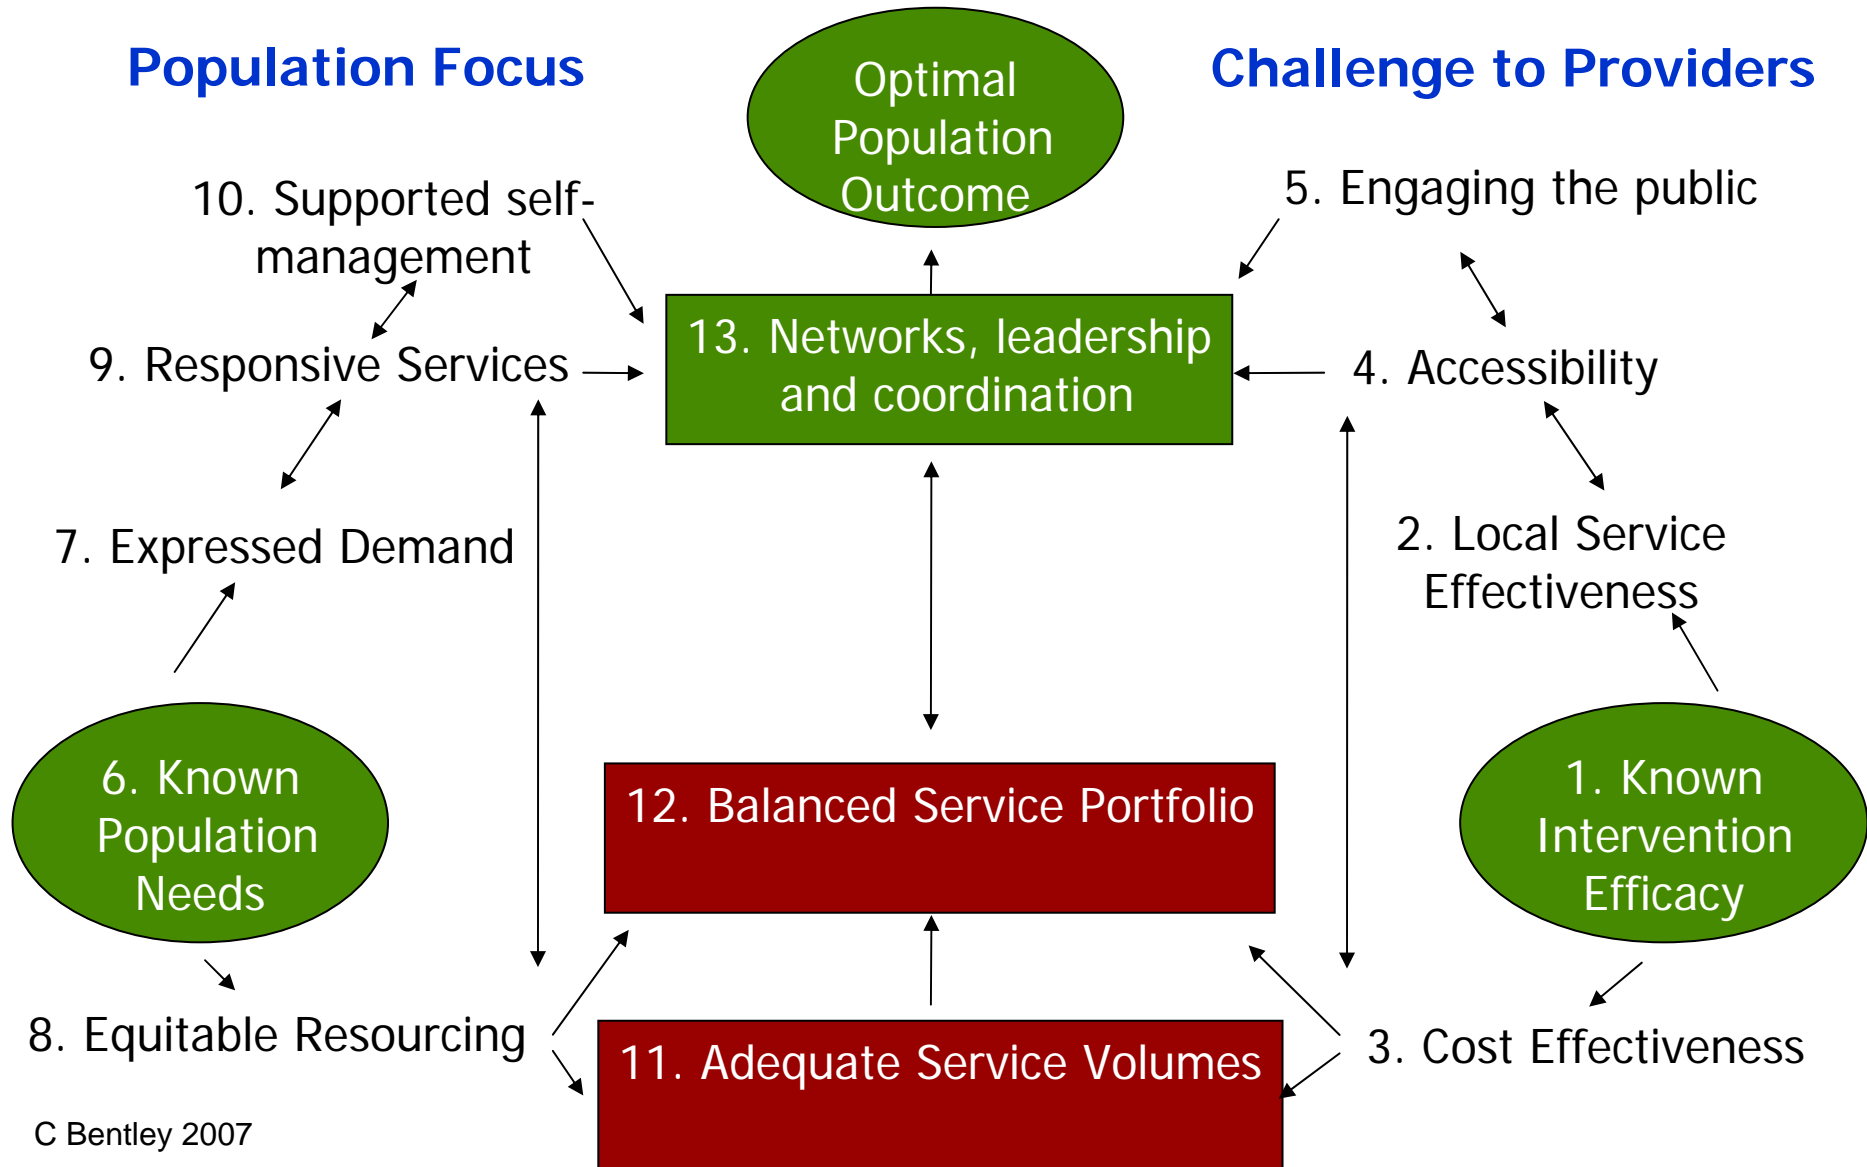 Population Focus
Challenge to Providers
Optimal
Population
Outcome
10. Supported self-
management
5. Engaging the public
13. Networks, leadership
and coordination
9. Responsive Services
4. Accessibility
7. Expressed Demand
2. Local Service
Effectiveness
6. Known
Population
Needs
12. Balanced Service Portfolio
1. Known
Intervention
Efficacy
8. Equitable Resourcing
11. Adequate Service Volumes
3. Cost Effectiveness
C Bentley 2007